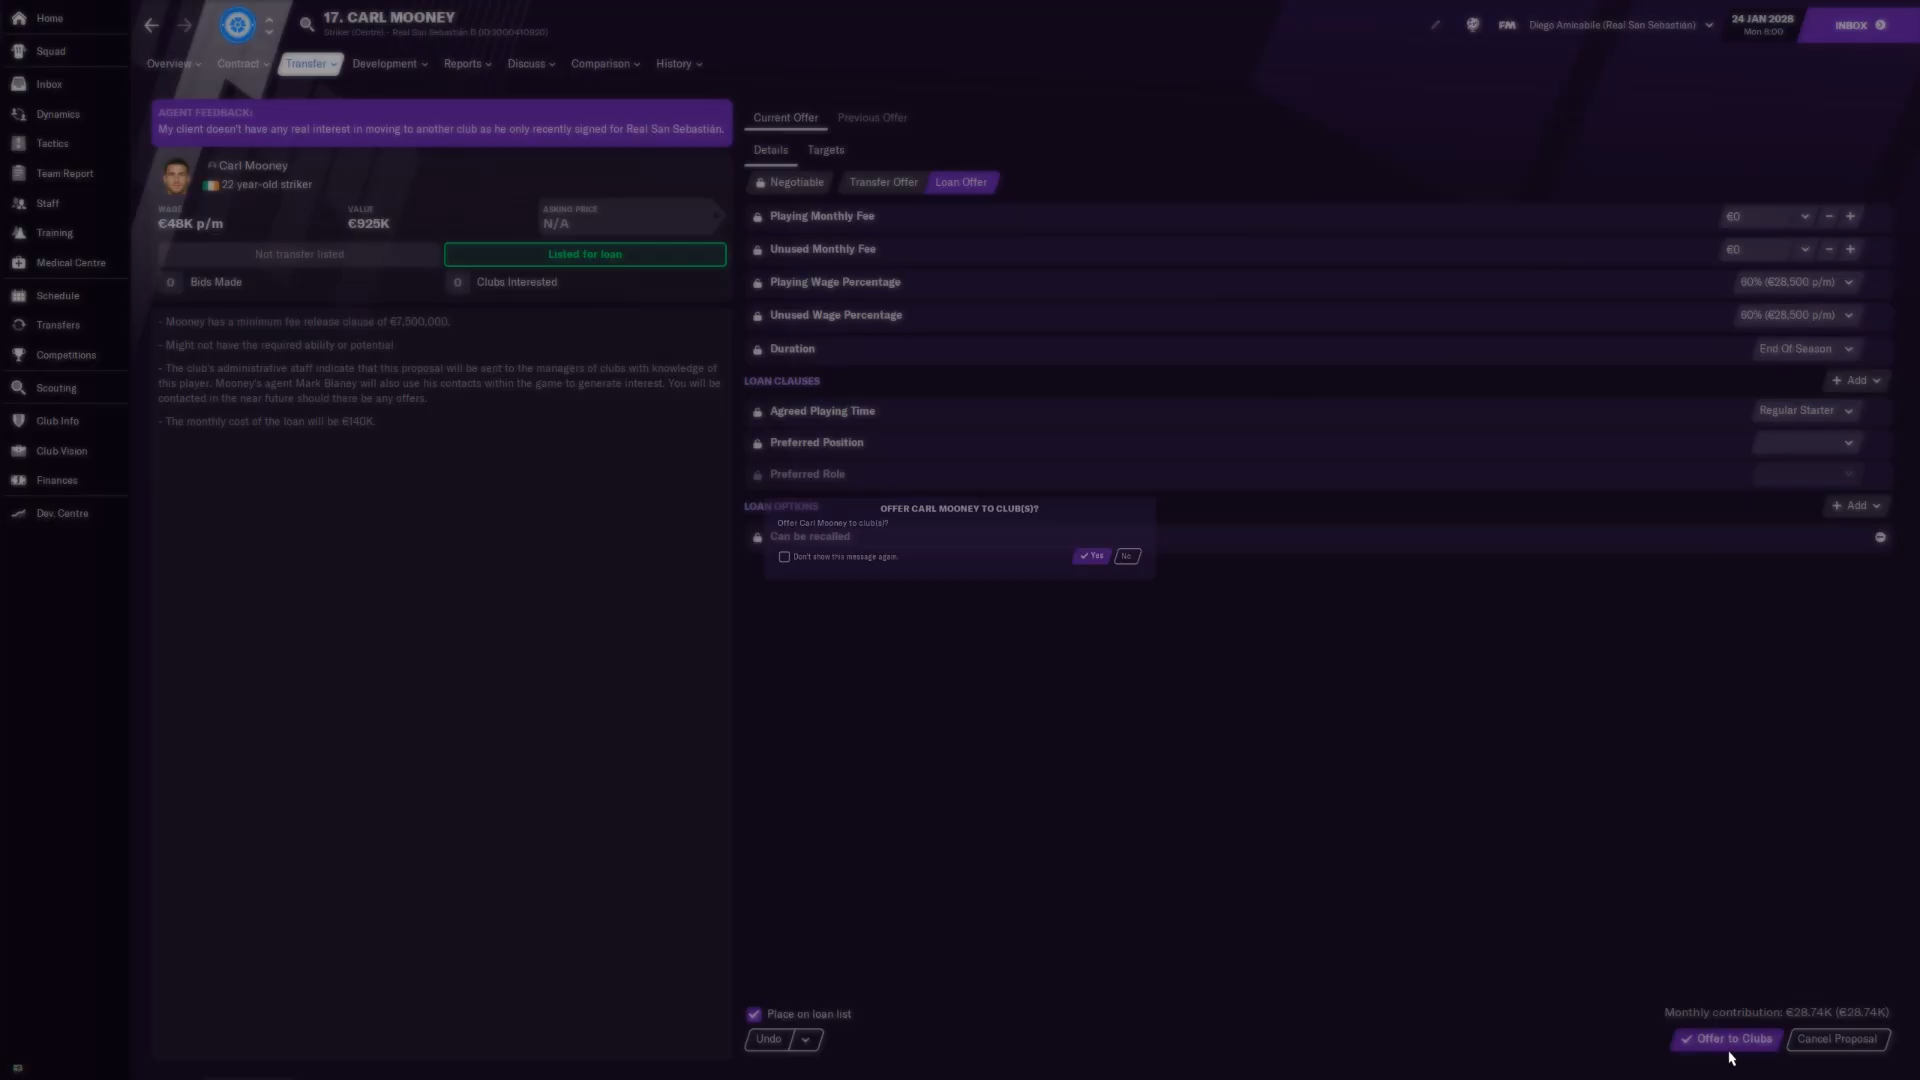 Home
Squad
Inbox
Dynamics
Tactics
Team Report
Staff
Training
Medical Centre
Schedule
Transfers
Competitions
Scouting
Club Info
Club Vision
Finances
Dev. Centre
17. CARL MOONEY
Striker (Centre) - Real San Sebastián B
FM
Diego Aminabile (Real San Sebastián)
24 JAN 2028
Mon 8:00
INBOX
Overview
Contract
Transfer
Development
Reports
Discuss
Comparison
History
AGENT FEEDBACK:
My client doesn't have any real interest in moving to another club as he only recently signed for Real San Sebastián.
Carl Mooney
22 year-old striker
WAGE
€48K p/m
VALUE
€925K
ASKING PRICE
N/A
Not transfer listed
Listed for loan
0 Bids Made
0 Clubs Interested
- Mooney has a minimum fee release clause of €7,500,000.
- Might not have the required ability or potential
- The club's administrative staff indicate that this proposal will be sent to the managers of clubs with knowledge of
this player. Mooney's agent Mark Blaney will also use his contacts within the game to generate interest. You will be
contacted in the near future should there be any offers.
- The monthly cost of the loan will be €140K.
Current Offer
Previous Offer
Details
Targets
Negotiable
Transfer Offer
Loan Offer
Playing Monthly Fee
€0
Unused Monthly Fee
€0
Playing Wage Percentage
60% (€28,500 p/m)
Unused Wage Percentage
60% (€28,500 p/m)
Duration
End Of Season
LOAN CLAUSES
Add
Agreed Playing Time
Regular Starter
Preferred Position
Preferred Role
LOAN OPTIONS
Add
Can be recalled
OFFER CARL MOONEY TO CLUB(S)?
Offer Carl Mooney to club(s)?
Don't show this message again.
Yes
No
Place on loan list
Undo
Monthly contribution: €28.74K (€28.74K)
Offer to Clubs
Cancel Proposal